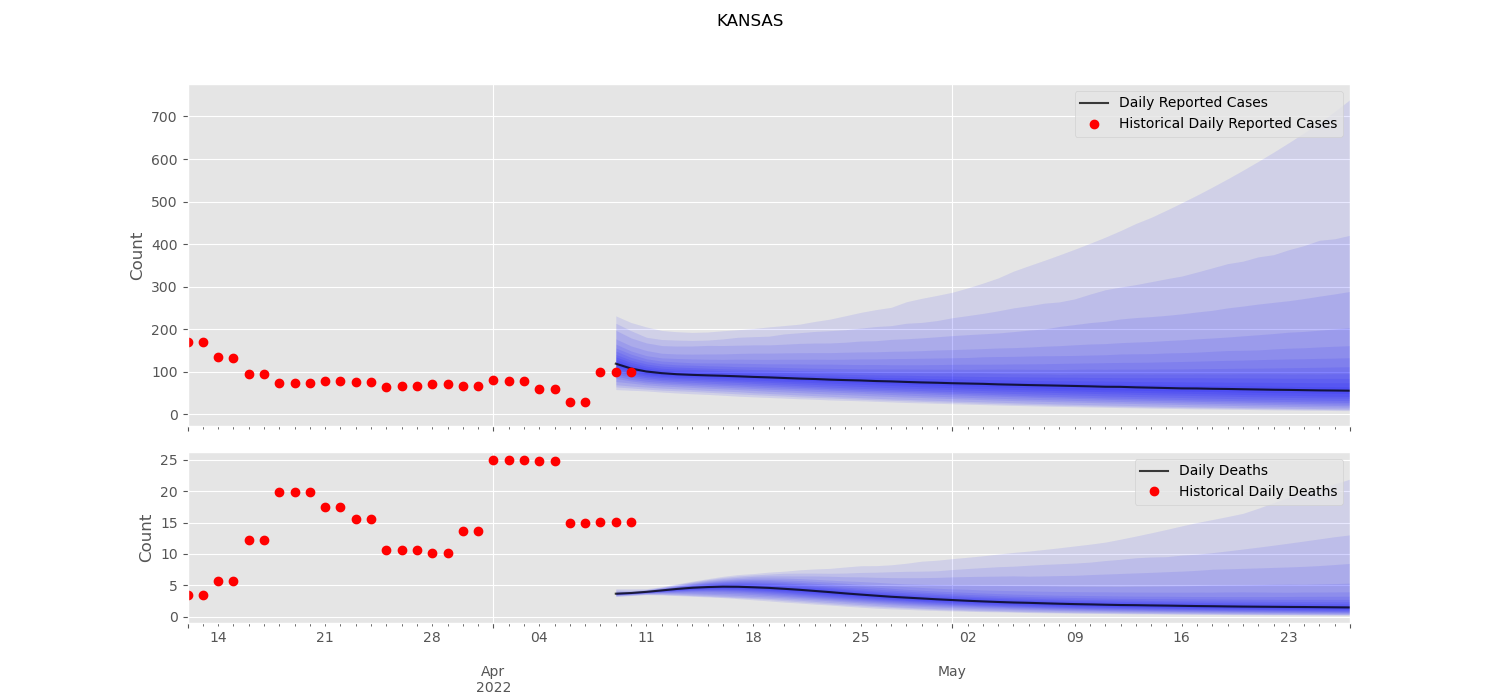 KANSAS
Count
700
600
500
400
300
200
100
0
Daily Reported Cases
Historical Daily Reported Cases
Count
25
20
15
10
5
0
Daily Deaths
Historical Daily Deaths
14 21 28 04 11 18 25 02 09 16 23
Apr May
2022